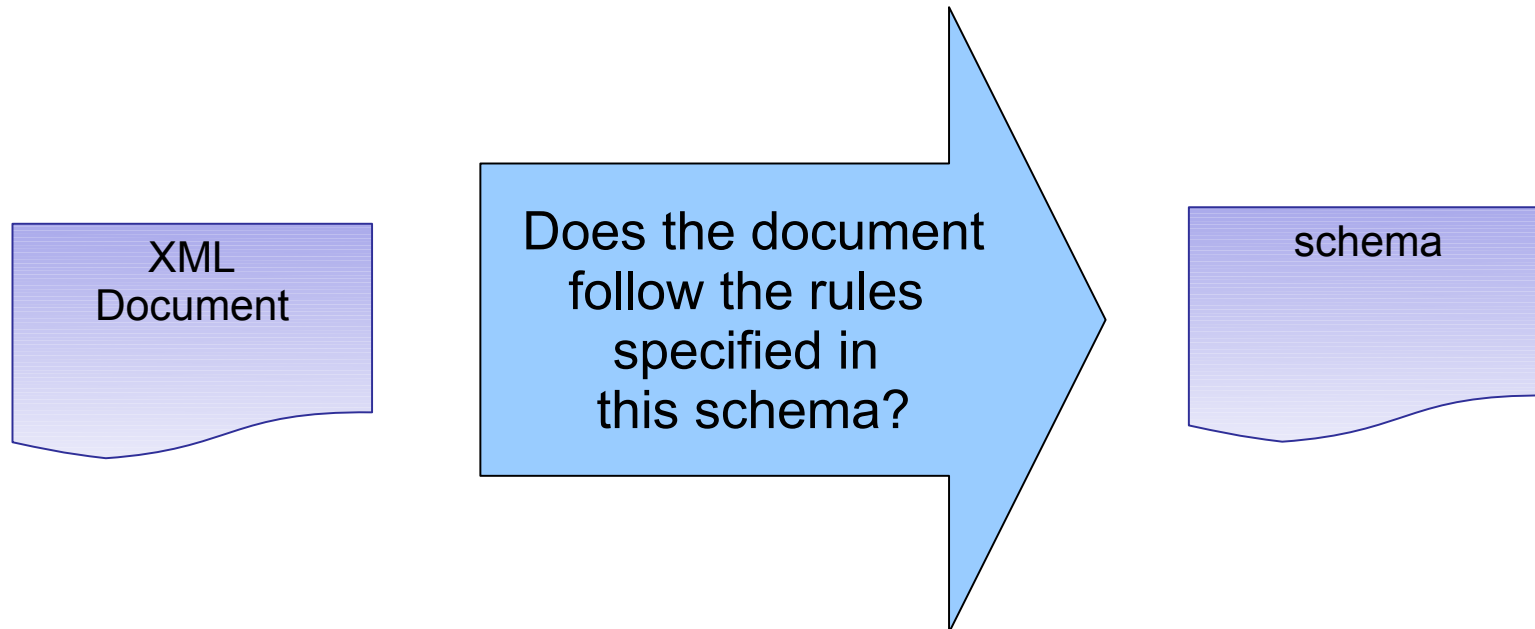 XML
Document
Does the document
follow the rules
specified in
this schema?
schema